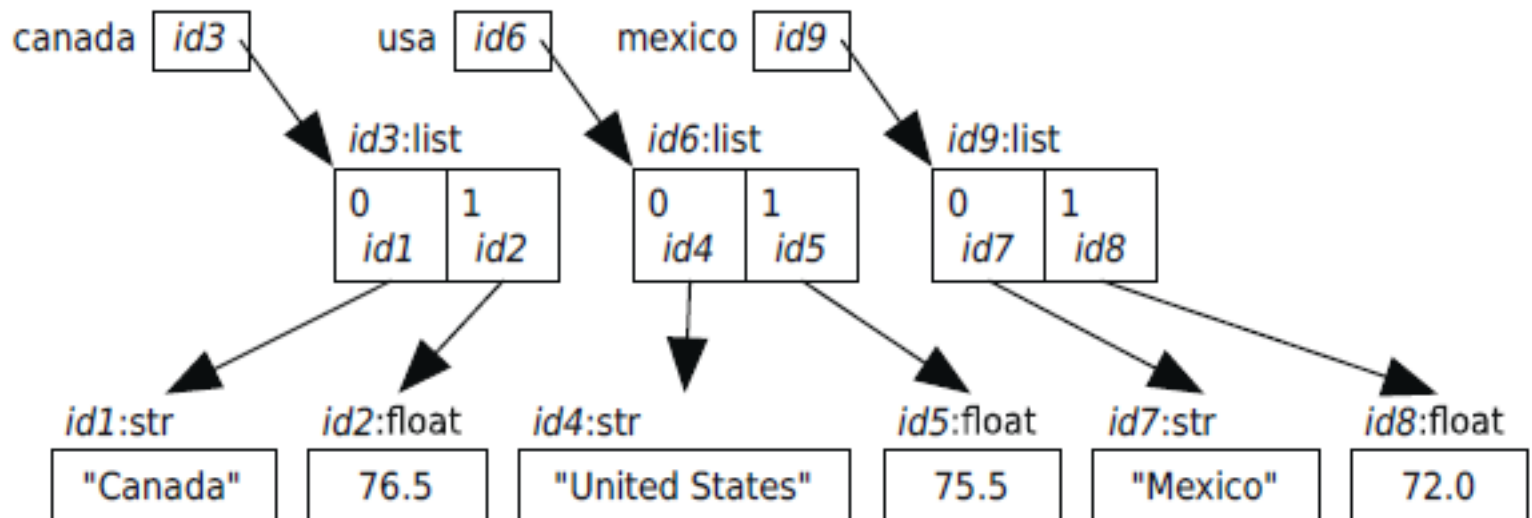 canada id3 usa id6 mexico id9
id3:list id6:list id9:list
0 1 0 1 0 1
id1 id2 id4 id5 id7 id8
id1:str id2:float id4:str id5:float id7:str id8:float
"Canada" 76.5 "United States" 75.5 "Mexico" 72.0